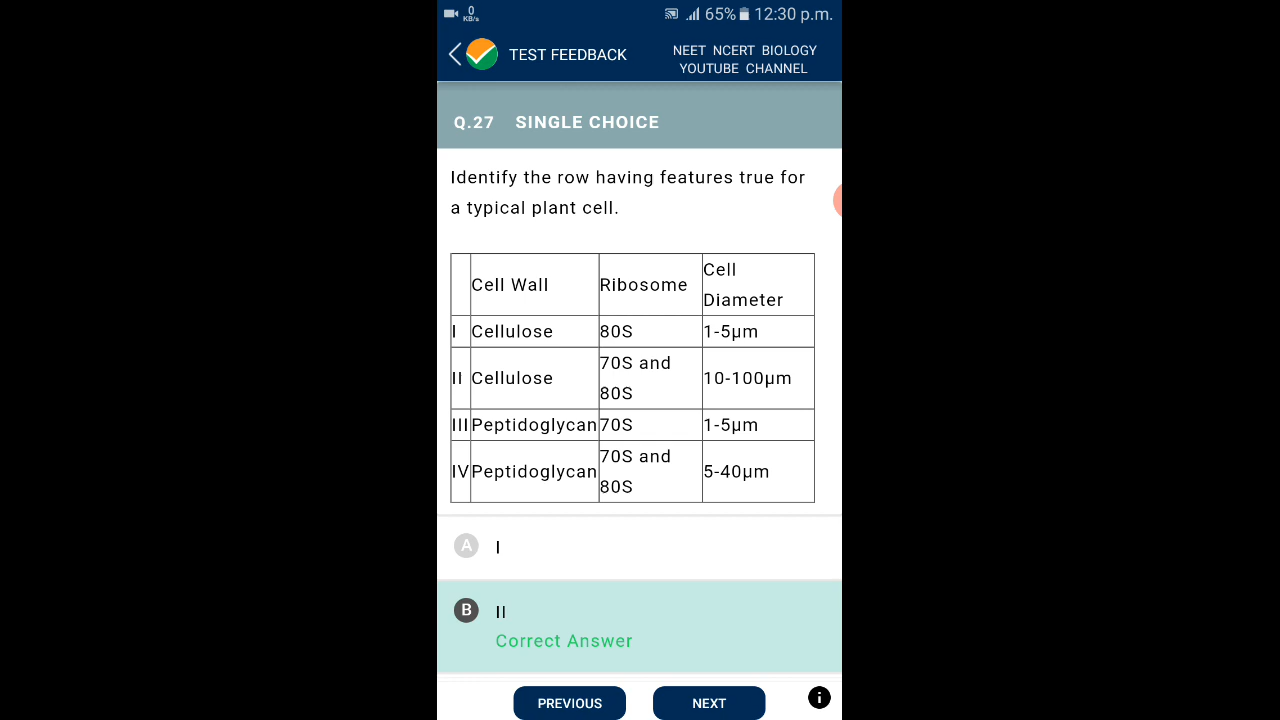 0 KB/s 65% 12:30 p.m.
TEST FEEDBACK
NEET NCERT BIOLOGY
YOUTUBE CHANNEL
Q.27 SINGLE CHOICE
Identify the row having features true for
a typical plant cell.
Cell Wall Ribosome Cell Diameter
I Cellulose 80S 1-5µm
II Cellulose 70S and 80S 10-100µm
III Peptidoglycan 70S 1-5µm
IV Peptidoglycan 70S and 80S 5-40µm
A I
B II
Correct Answer
PREVIOUS NEXT i